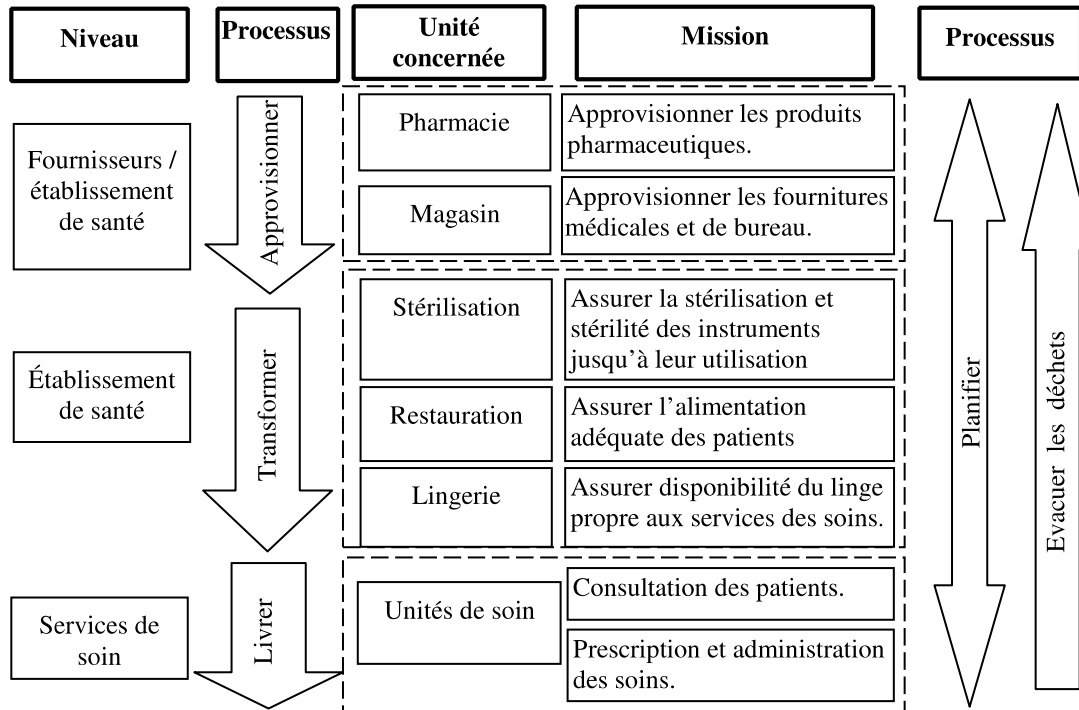 Niveau
Processus
Unité
concernée
Mission
Processus
Fournisseurs /
établissement
de santé
Approvisionner
Pharmacie
Approvisionner les produits
pharmaceutiques.
Magasin
Approvisionner les fournitures
médicales et de bureau.
Établissement
de santé
Transformer
Stérilisation
Assurer la stérilisation et
stérilité des instruments
jusqu’à leur utilisation
Restauration
Assurer l’alimentation
adéquate des patients
Lingerie
Assurer disponibilité du linge
propre aux services des soins.
Services de
soin
Livrer
Unités de soin
Consultation des patients.
Prescription et administration
des soins.
Planifier
Evacuer les déchets